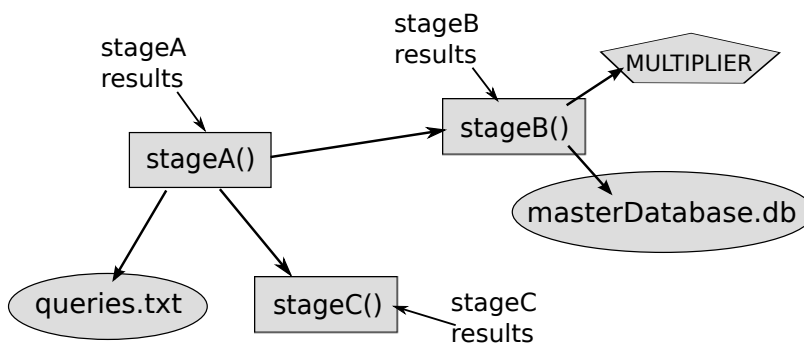 stageA
results
stageB
results
MULTIPLIER
stageA()
stageB()
masterDatabase.db
queries.txt
stageC()
stageC
results